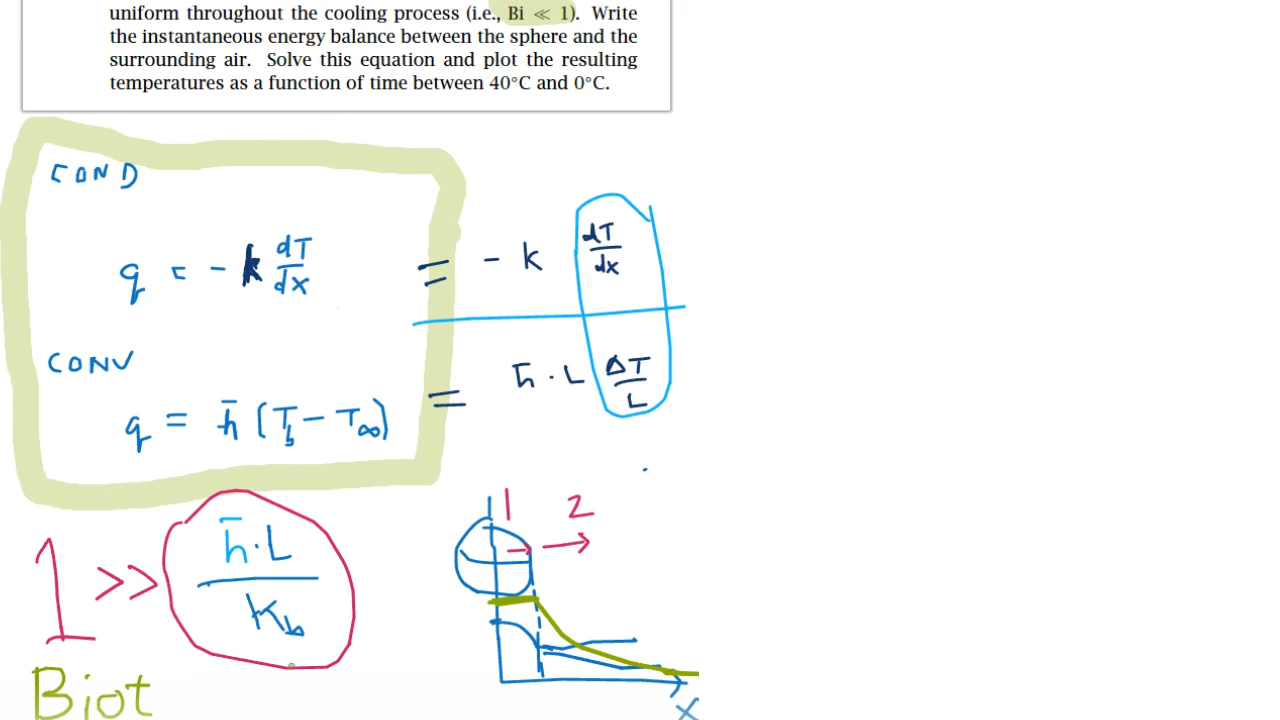 uniform throughout the cooling process (i.e., Bi ≪ 1). Write
the instantaneous energy balance between the sphere and the
surrounding air. Solve this equation and plot the resulting
temperatures as a function of time between 40°C and 0°C.
COND
q = - k dT/dx = - k dT/dx
CONV
q = h̄ (T_b - T∞) = h̄ · L ΔT/L
1 >> h̄ · L / k_b
Biot
1 2
x